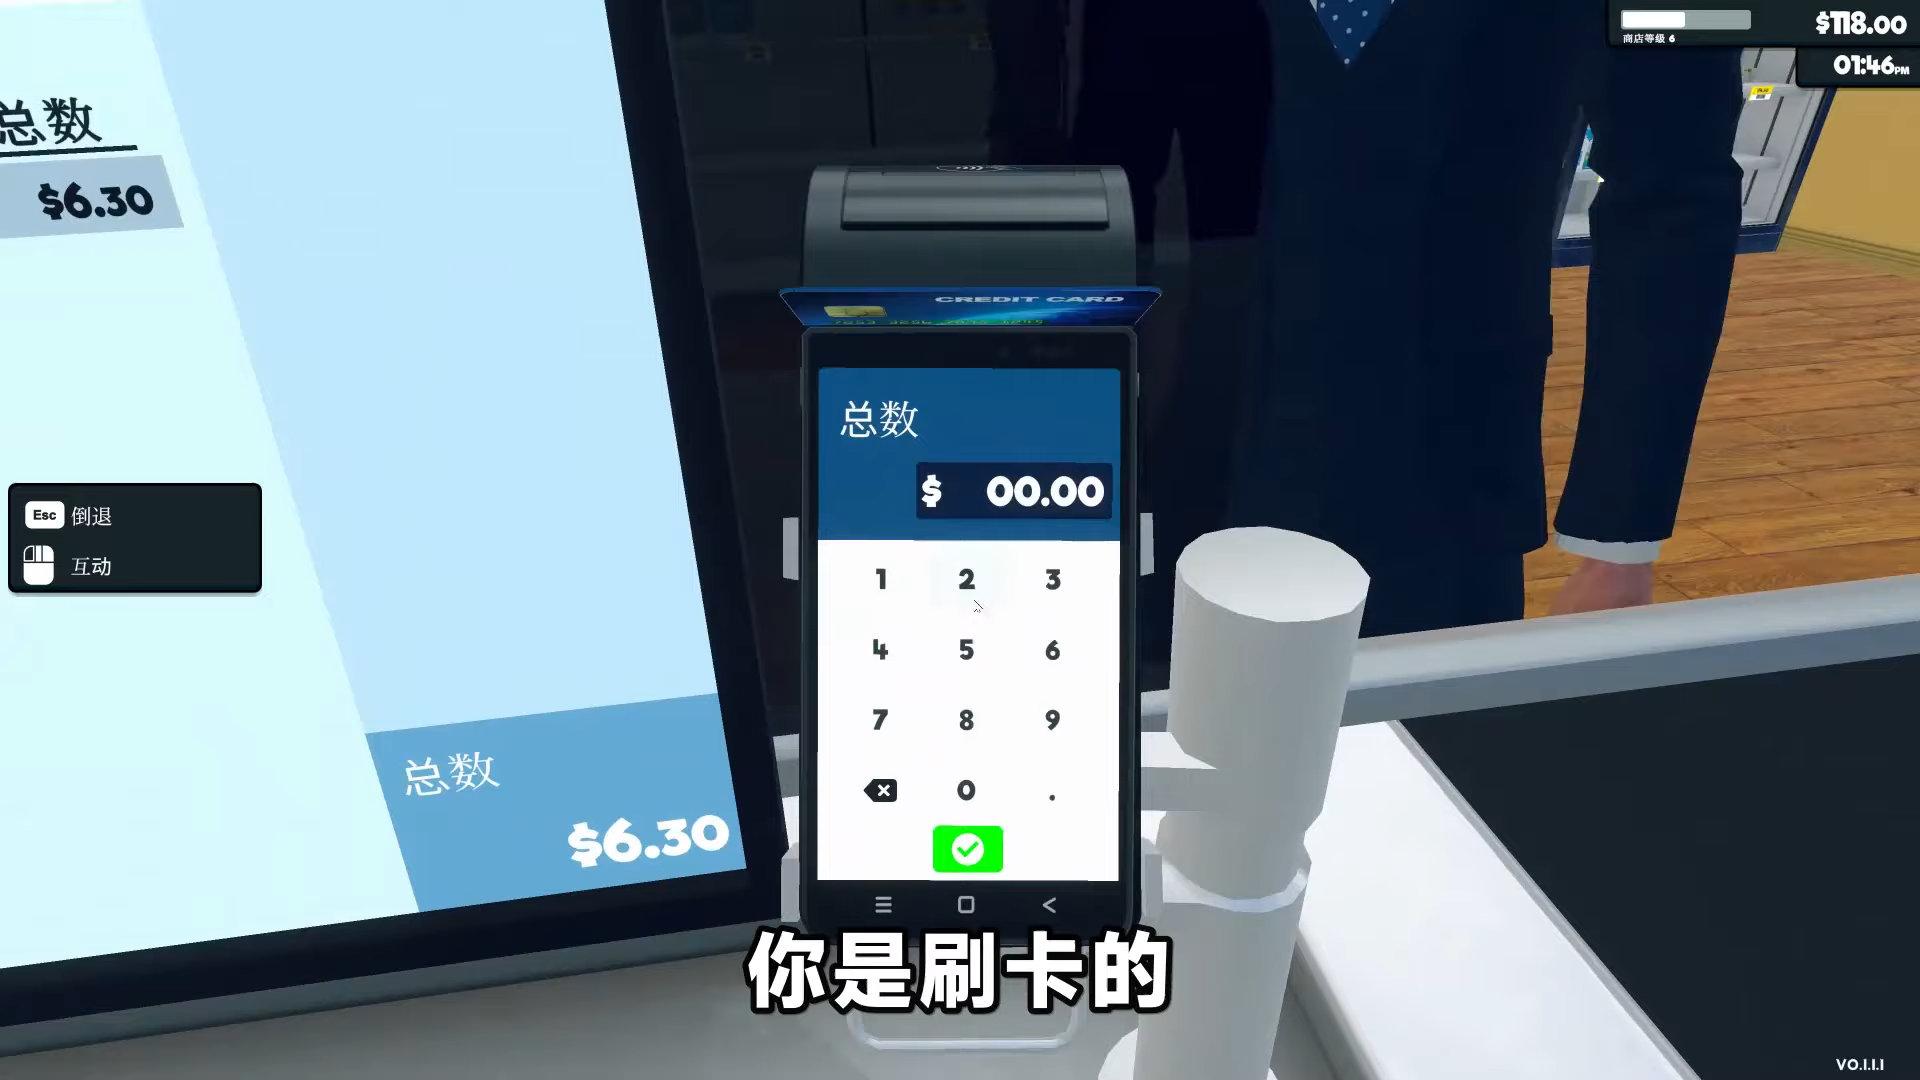 $118.00
商店等级 6
01:46PM
总数
$6.30
CREDIT CARD
总数
$ 00.00
Esc 倒退
互动
1 2 3
4 5 6
7 8 9
0 .
总数
$6.30
你是刷卡的
V0.1.1.1